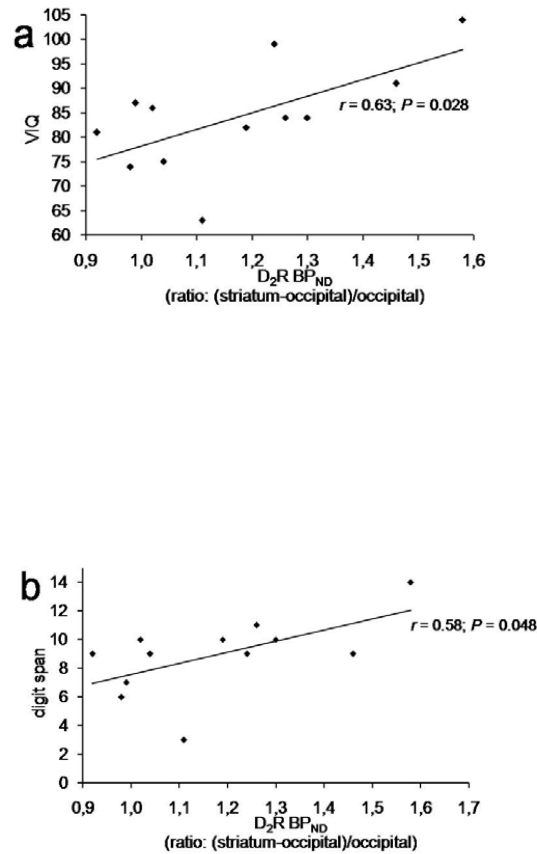 a
105
100
95
90
85
80
75
70
65
60
VIQ
r = 0.63; P = 0.028
0,9 1,0 1,1 1,2 1,3 1,4 1,5 1,6
D₂R BP_ND
(ratio: (striatum-occipital)/occipital)
b
14
12
10
8
6
4
2
0
digit span
r = 0.58; P = 0.048
0,9 1,0 1,1 1,2 1,3 1,4 1,5 1,6 1,7
D₂R BP_ND
(ratio: (striatum-occipital)/occipital)